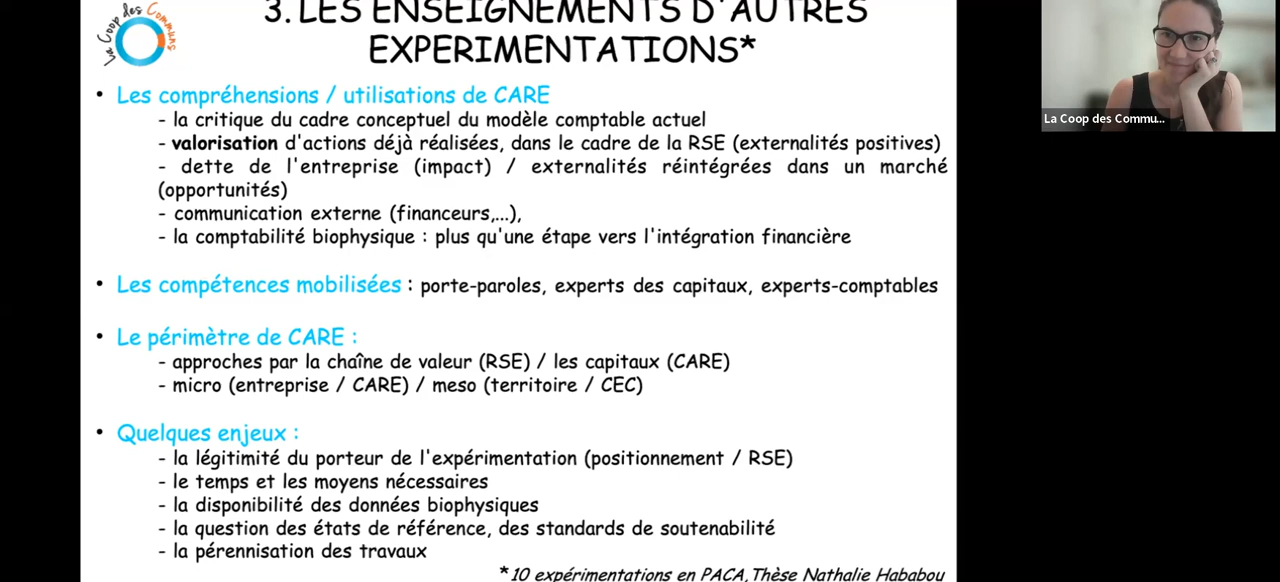 La Coop des Communs
3. LES ENSEIGNEMENTS D'AUTRES
EXPERIMENTATIONS*
• Les compréhensions / utilisations de CARE
- la critique du cadre conceptuel du modèle comptable actuel
- valorisation d'actions déjà réalisées, dans le cadre de la RSE (externalités positives)
- dette de l'entreprise (impact) / externalités réintégrées dans un marché
(opportunités)
- communication externe (financeurs,...),
- la comptabilité biophysique : plus qu'une étape vers l'intégration financière
• Les compétences mobilisées : porte-paroles, experts des capitaux, experts-comptables
• Le périmètre de CARE :
- approches par la chaîne de valeur (RSE) / les capitaux (CARE)
- micro (entreprise / CARE) / meso (territoire / CEC)
• Quelques enjeux :
- la légitimité du porteur de l'expérimentation (positionnement / RSE)
- le temps et les moyens nécessaires
- la disponibilité des données biophysiques
- la question des états de référence, des standards de soutenabilité
- la pérennisation des travaux
*10 expérimentations en PACA, Thèse Nathalie Hababou
La Coop des Commu...